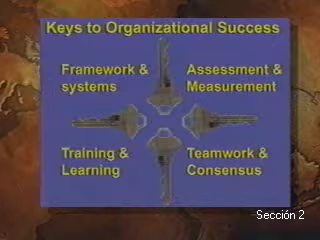 Keys to Organizational Success
Framework &
systems
Assessment &
Measurement
Training &
Learning
Teamwork &
Consensus
Sección 2